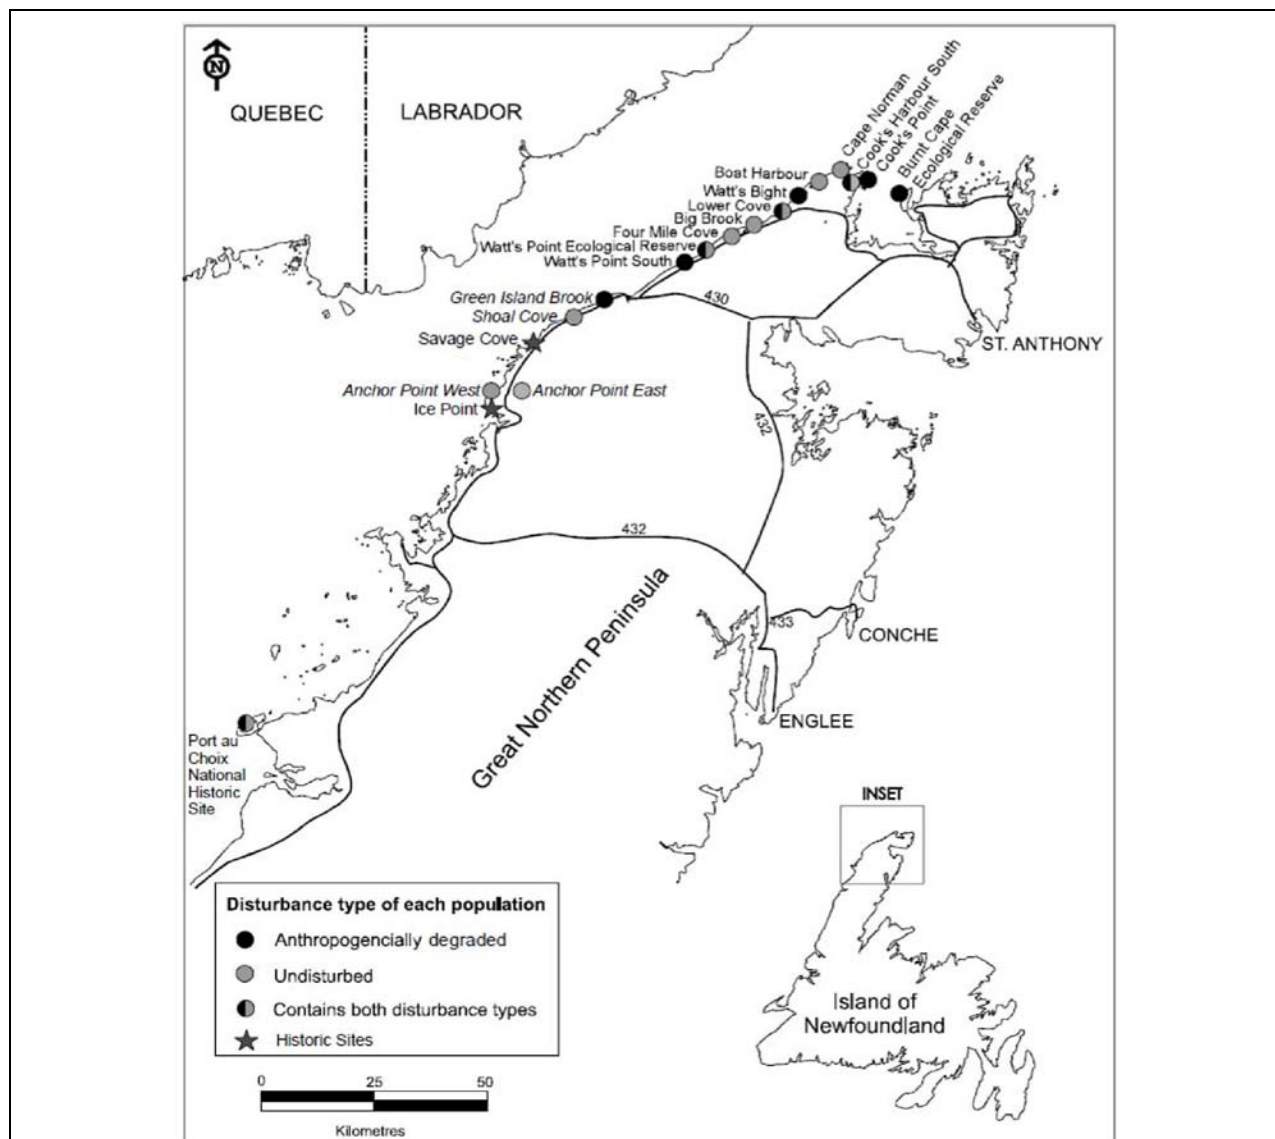 N
QUEBEC
LABRADOR
Cape Norman
Cook's Harbour South
Cook's Point
Burnt Cape
Ecological Reserve
Boat Harbour
Watt's Bight
Lower Cove
Big Brook
Four Mile Cove
Watt's Point Ecological Reserve
Watt's Point South
Green Island Brook
430
Shoal Cove
Savage Cove
ST. ANTHONY
Anchor Point West
Anchor Point East
Ice Point
432
432
Great Northern Peninsula
433
CONCHE
ENGLEE
Port au
Choix
National
Historic
Site
INSET
Island of
Newfoundland
Disturbance type of each population
Anthropogencially degraded
Undisturbed
Contains both disturbance types
Historic Sites
0 25 50
Kilometres